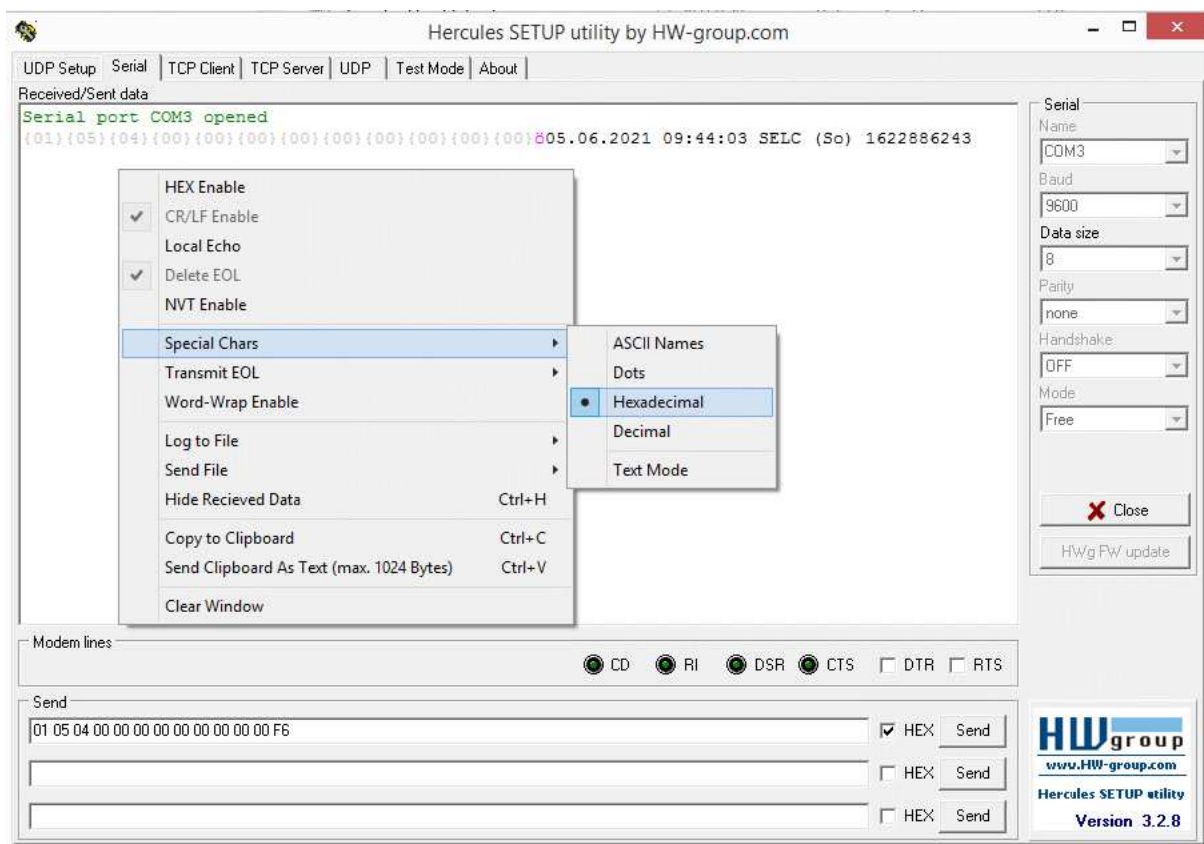 Hercules SETUP utility by HW-group.com
UDP Setup Serial TCP Client TCP Server UDP Test Mode About
Received/Sent data
Serial port COM3 opened
{01}{05}{04}{00}{00}{00}{00}{00}{00}{00}{00}{00}ö05.06.2021 09:44:03 SELC (So) 1622886243
HEX Enable
CR/LF Enable
Local Echo
Delete EOL
NVT Enable
Special Chars
Transmit EOL
Word-Wrap Enable
Log to File
Send File
Hide Recieved Data Ctrl+H
Copy to Clipboard Ctrl+C
Send Clipboard As Text (max. 1024 Bytes) Ctrl+V
Clear Window
ASCII Names
Dots
Hexadecimal
Decimal
Text Mode
Serial
Name
COM3
Baud
9600
Data size
8
Parity
none
Handshake
OFF
Mode
Free
Close
HWg FW update
Modem lines
CD RI DSR CTS DTR RTS
Send
01 05 04 00 00 00 00 00 00 00 00 00 F6 HEX Send
HEX Send
HEX Send
HWgroup
www.HW-group.com
Hercules SETUP utility
Version 3.2.8